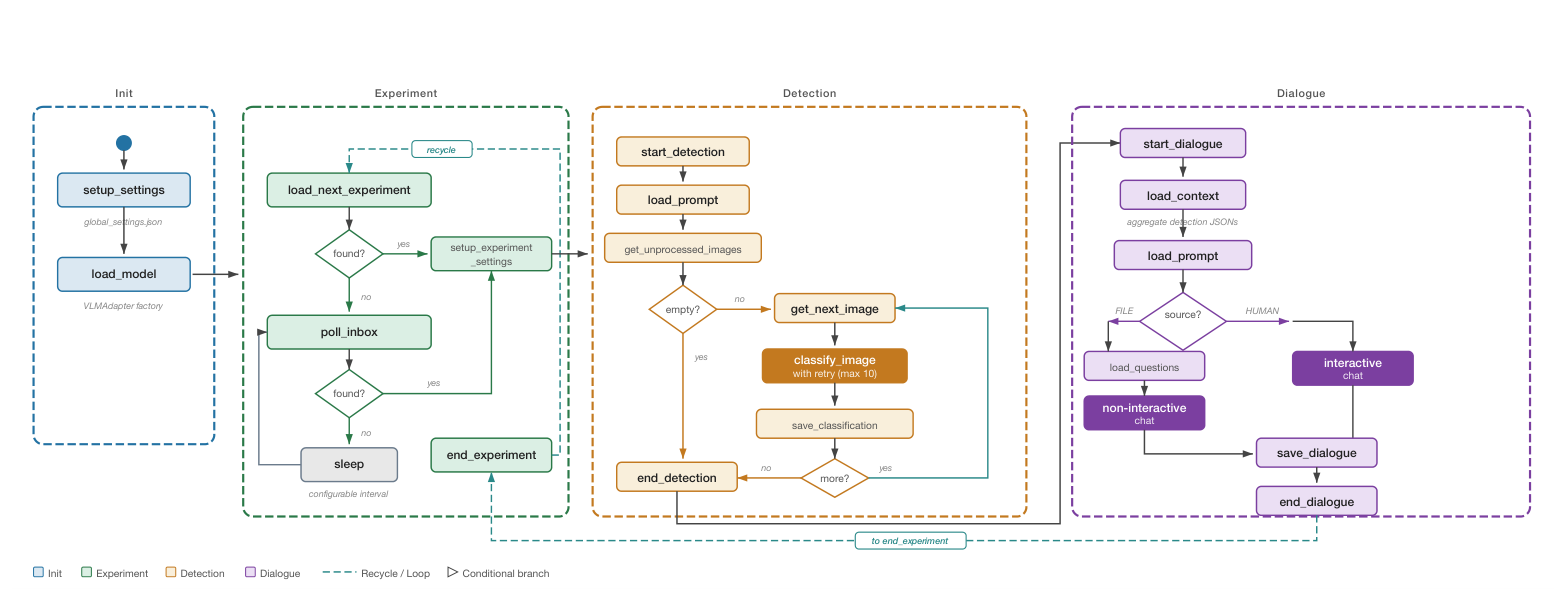 Init
setup_settings
global_settings.json
load_model
VLMAdapter factory
Experiment
recycle
load_next_experiment
found?
yes
setup_experiment
_settings
no
poll_inbox
found?
yes
no
sleep
configurable interval
end_experiment
Detection
start_detection
load_prompt
get_unprocessed_images
empty?
no
get_next_image
yes
classify_image
with retry (max 10)
save_classification
more?
no
yes
end_detection
Dialogue
start_dialogue
load_context
aggregate detection JSONs
load_prompt
source?
FILE
HUMAN
load_questions
interactive
chat
non-interactive
chat
save_dialogue
end_dialogue
to end_experiment
Init
Experiment
Detection
Dialogue
Recycle / Loop
Conditional branch